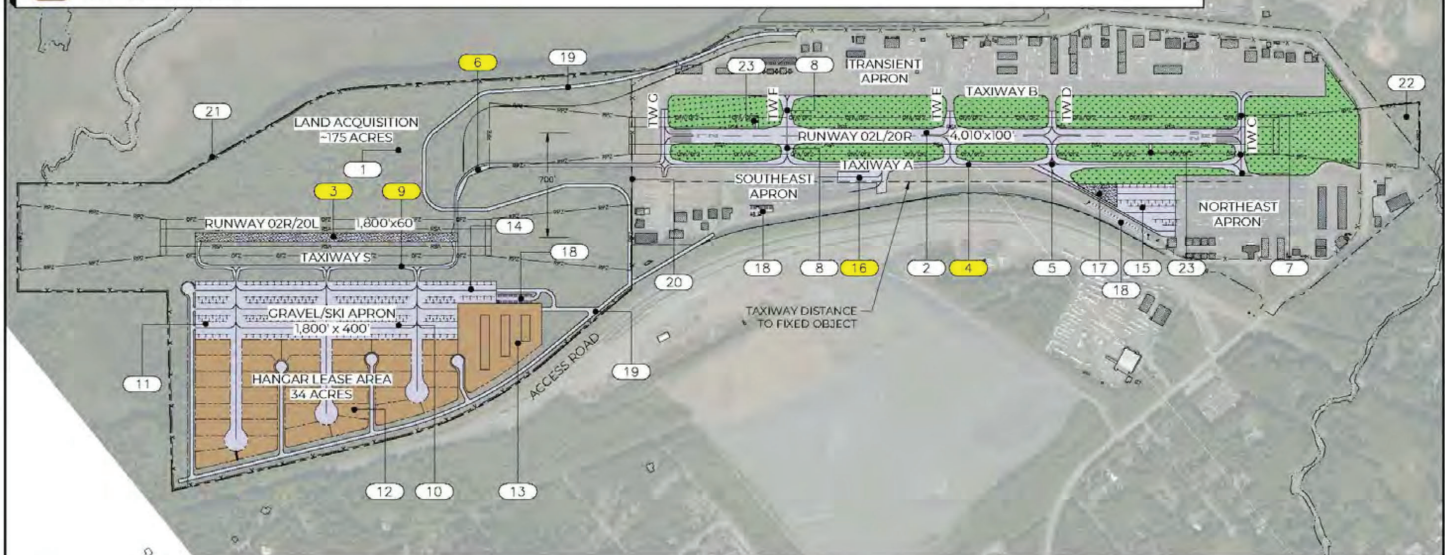 6
19
23
8
TRANSIENT
APRON
22
21
LAND ACQUISITION
~175 ACRES
1
TW G
TW F
TW E
TAXIWAY B
TW D
TW C
RUNWAY 02L/20R
4,010'x100'
700'
3
9
SOUTHEAST
APRON
TAXIWAY A
RUNWAY 02R/20L
1,800'x60'
14
NORTHEAST
APRON
TAXIWAY S
18
20
18
8
16
2
4
5
17
15
23
7
18
GRAVEL/SKI APRON
1,800' x 400'
TAXIWAY DISTANCE
TO FIXED OBJECT
19
11
HANGAR LEASE AREA
34 ACRES
13
ACCESS ROAD
12
10
RPZ